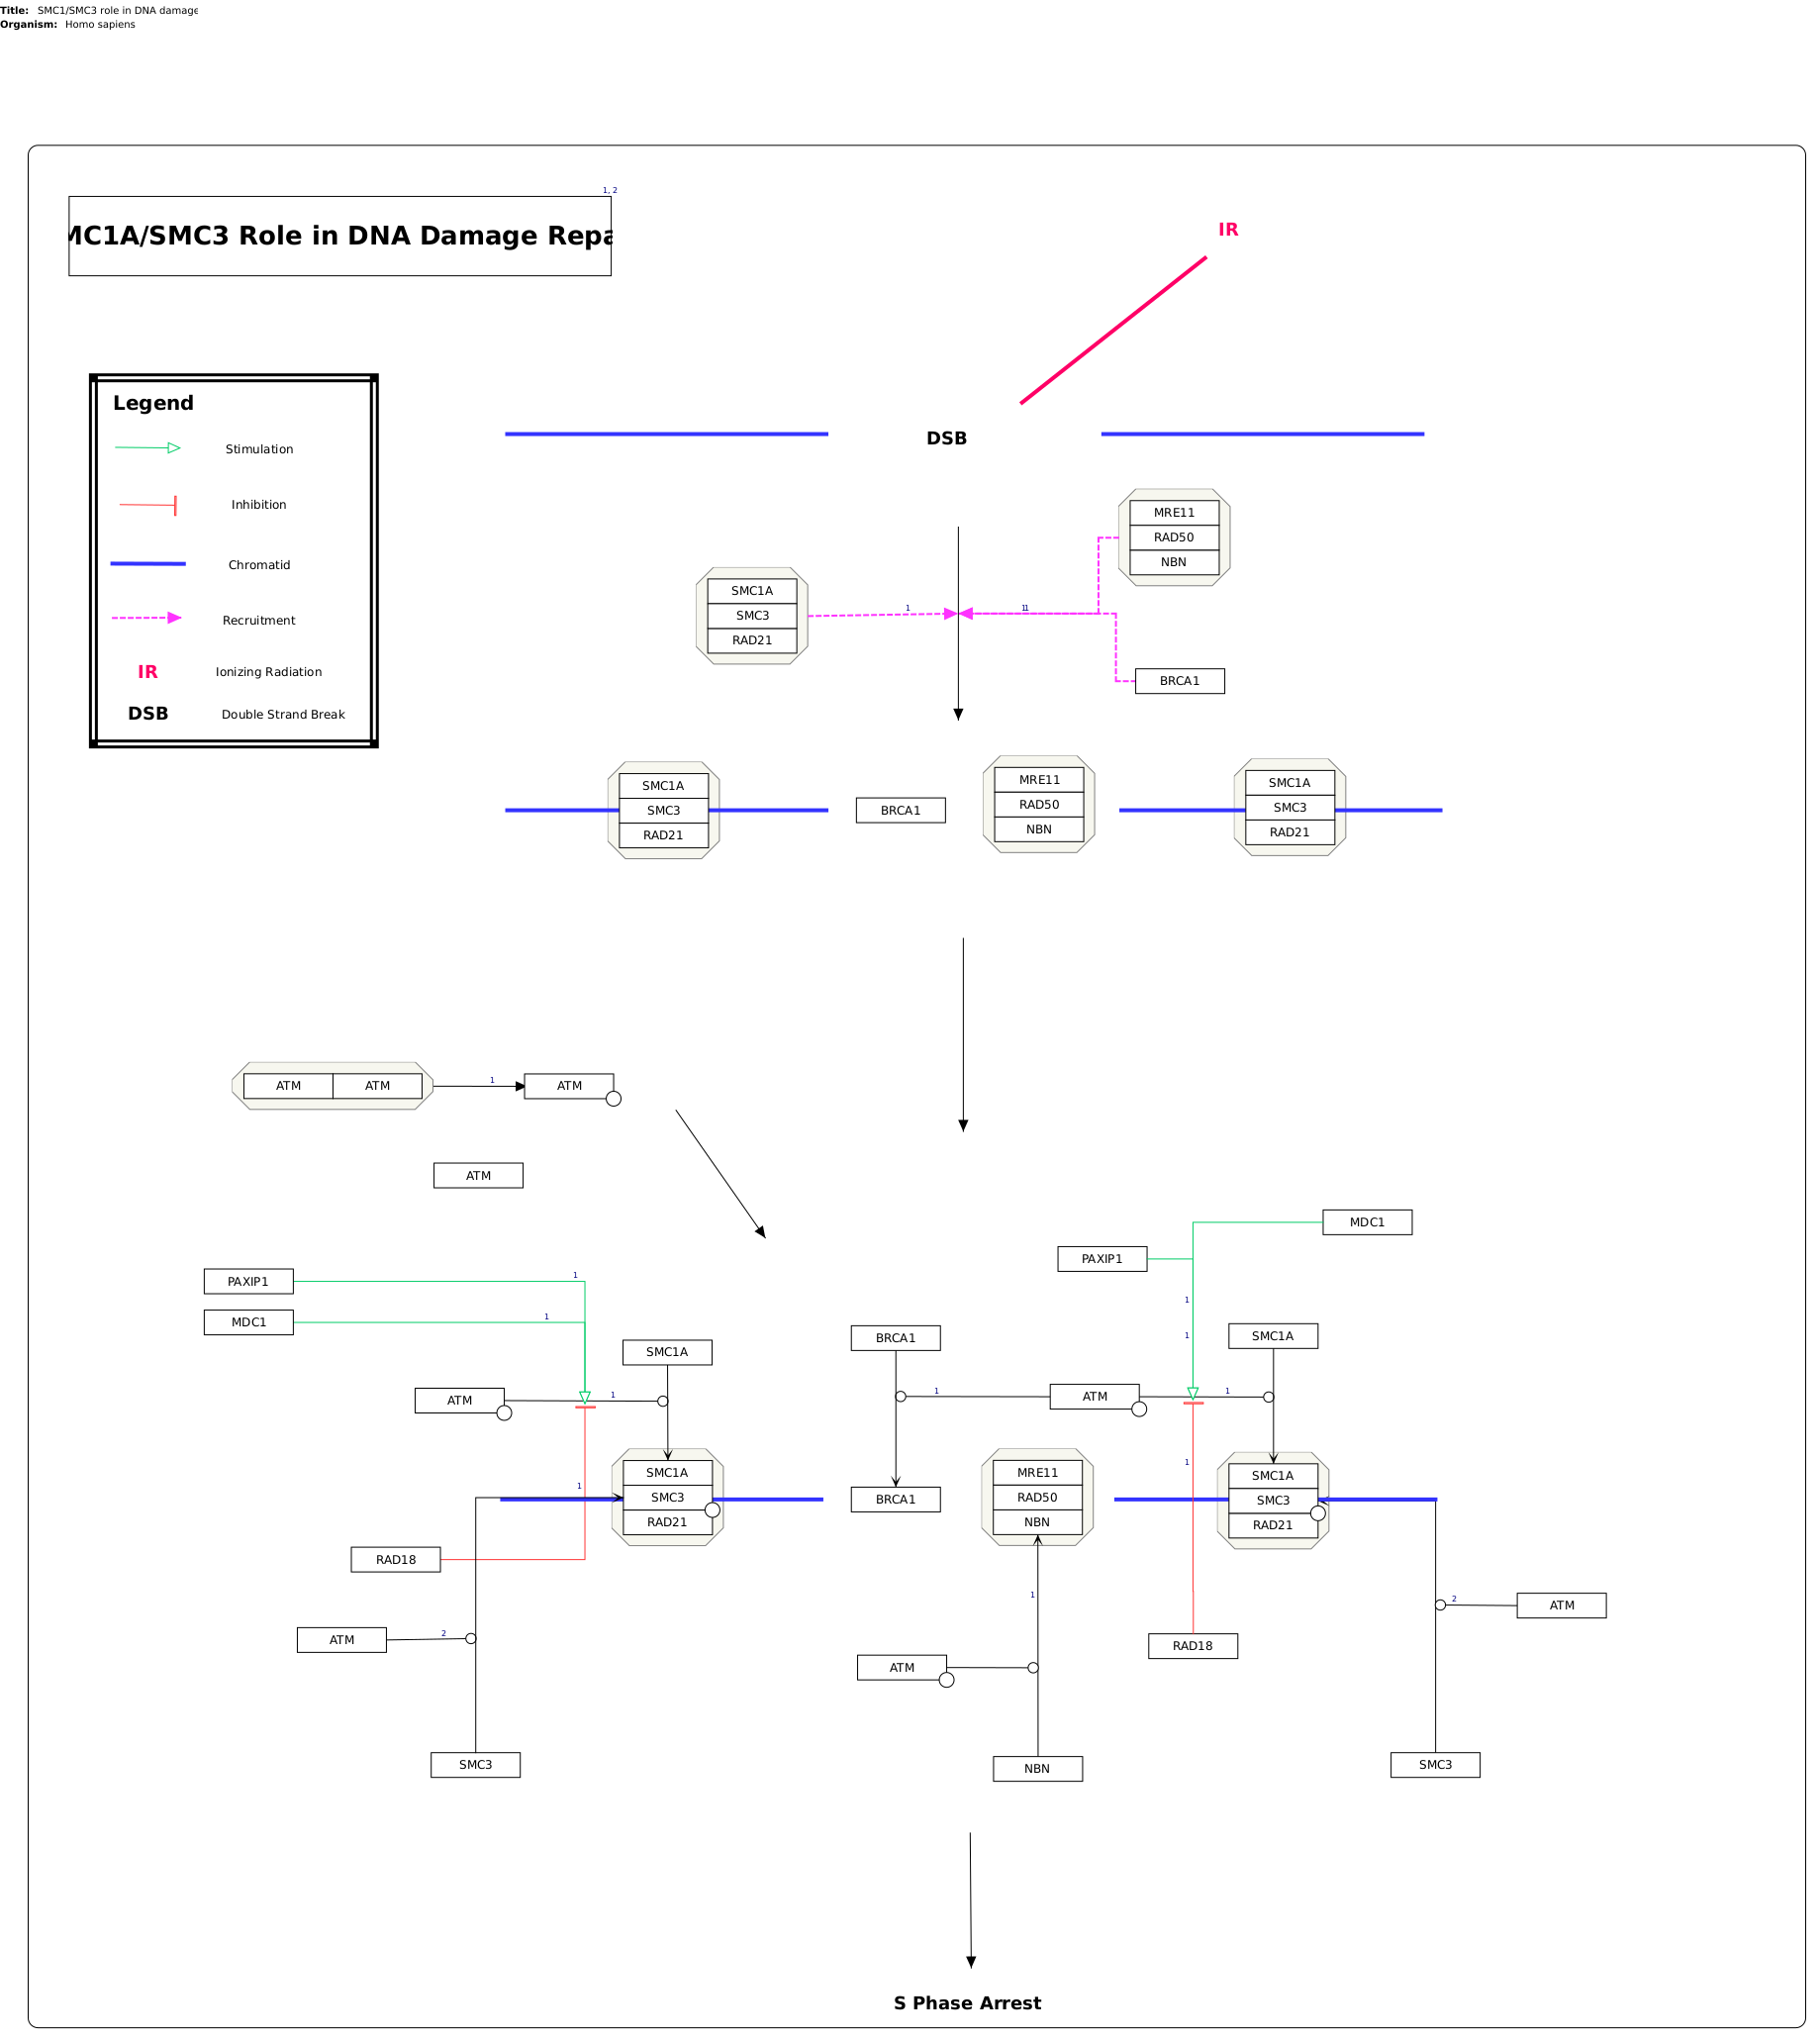 Title: SMC1/SMC3 role in DNA damage
Organism: Homo sapiens
1, 2
MC1A/SMC3 Role in DNA Damage Repa
IR
Legend
Stimulation
Inhibition
Chromatid
Recruitment
IR Ionizing Radiation
DSB Double Strand Break
DSB
MRE11
RAD50
NBN
SMC1A
SMC3
RAD21
1
11
BRCA1
SMC1A
SMC3
RAD21
BRCA1
MRE11
RAD50
NBN
SMC1A
SMC3
RAD21
ATM ATM
1
ATM
ATM
MDC1
PAXIP1
PAXIP1
1
MDC1
1
1
1
SMC1A
BRCA1
SMC1A
ATM
1
1
ATM
1
SMC1A
SMC3
RAD21
1
BRCA1
MRE11
RAD50
NBN
1
SMC1A
SMC3
RAD21
RAD18
1
ATM
2
2
ATM
RAD18
ATM
SMC3
NBN
SMC3
S Phase Arrest